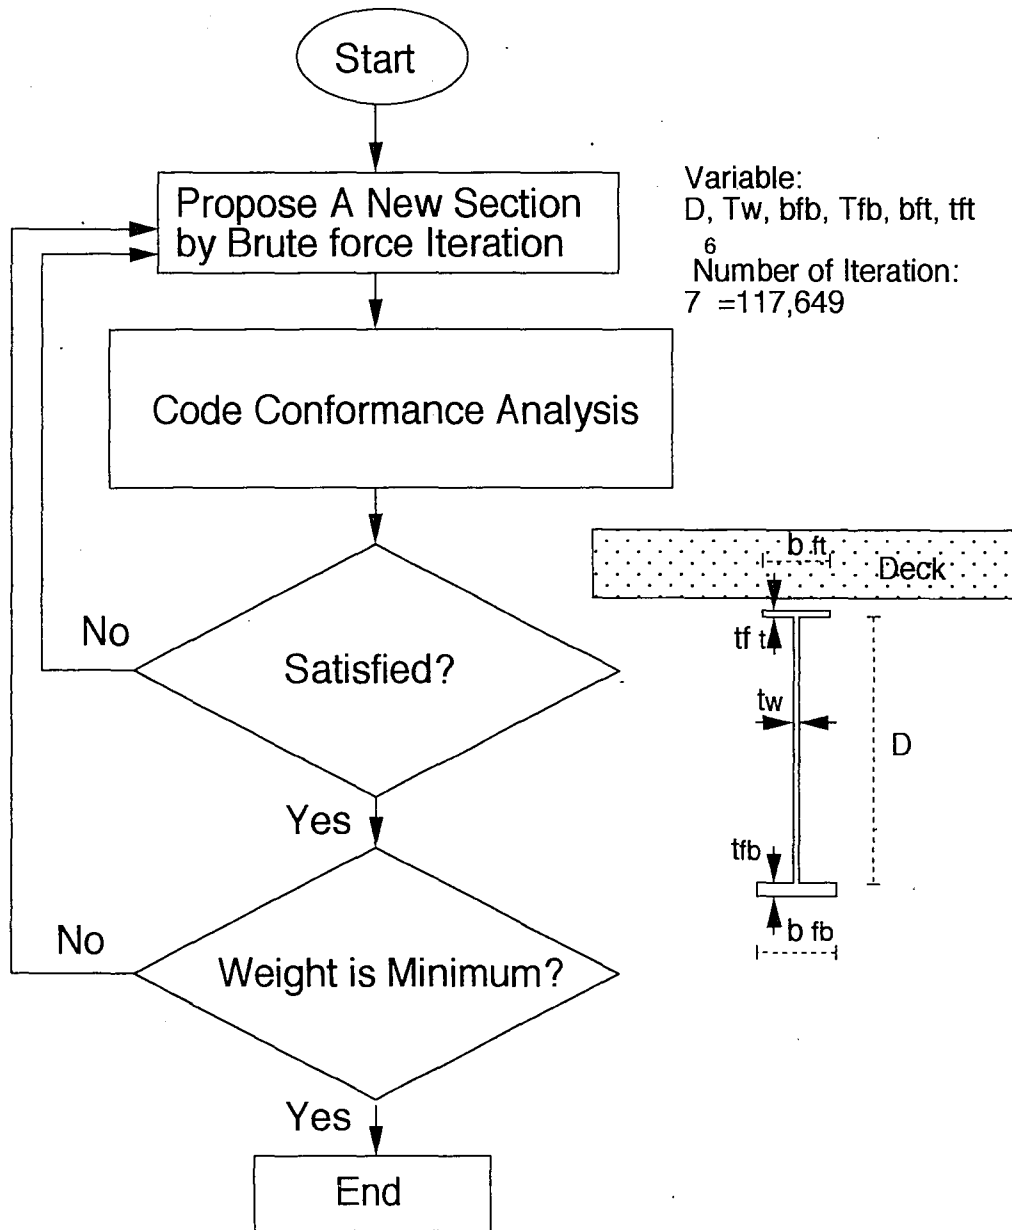 Start
Propose A New Section
by Brute force Iteration
Variable:
D, Tw, bfb, Tfb, bft, tft
6
Number of Iteration:
7 =117,649
Code Conformance Analysis
b ft
Deck
No
tf t
Satisfied?
tw
D
Yes
tfb
No
b fb
Weight is Minimum?
Yes
End